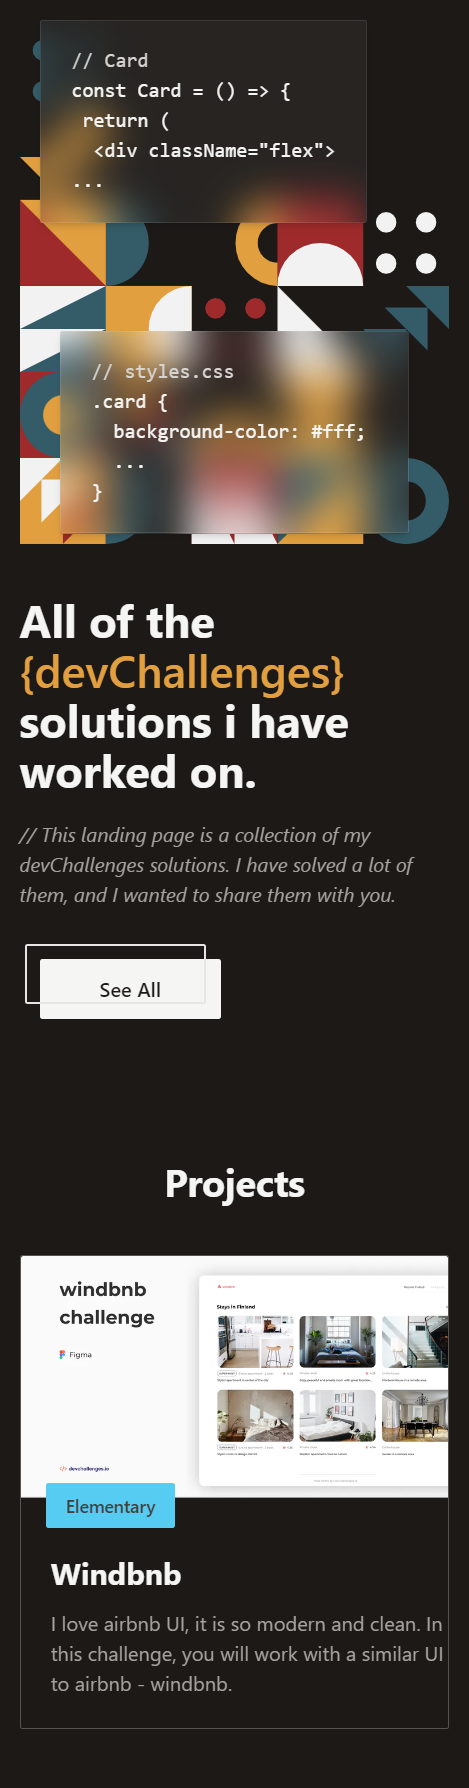 // Card
const Card = () => {
return (
<div className="flex">
...
// styles.css
.card {
background-color: #fff;
...
}
All of the
{devChallenges}
solutions i have
worked on.
// This landing page is a collection of my
devChallenges solutions. I have solved a lot of
them, and I wanted to share them with you.
See All
Projects
windbnb
challenge
Figma
devchallenges.io
Stays in Finland
Elementary
Windbnb
I love airbnb UI, it is so modern and clean. In
this challenge, you will work with a similar UI
to airbnb - windbnb.